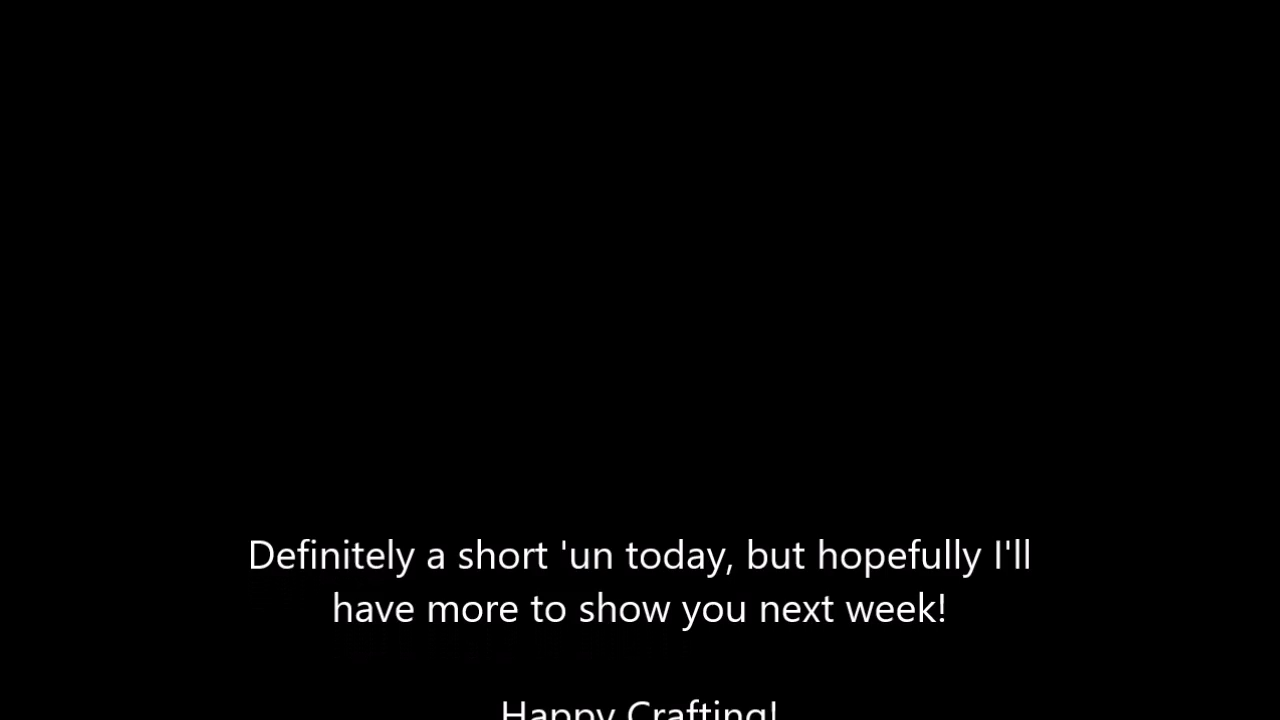 Definitely a short 'un today, but hopefully I'll
have more to show you next week!
Happy Crafting!